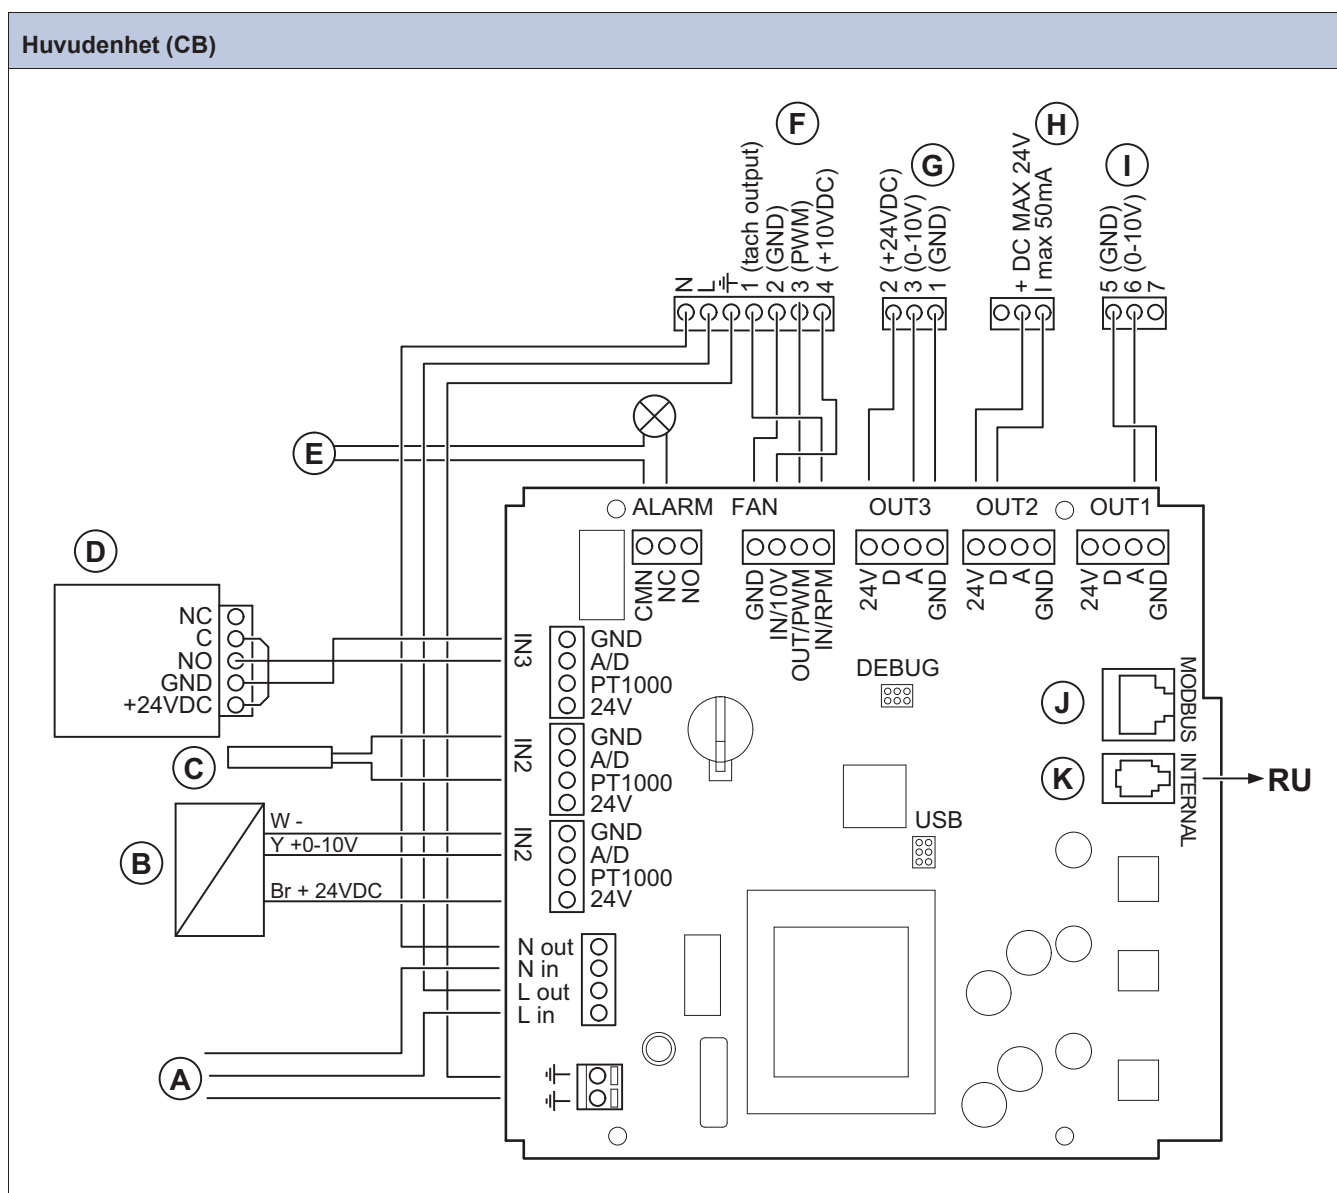 Huvudenhet (CB)
F
H
G
I
N
L
1 (tach output)
2 (GND)
3 (PWM)
4 (+10VDC)
2 (+24VDC)
3 (0-10V)
1 (GND)
+ DC MAX 24V
I max 50mA
5 (GND)
6 (0-10V)
7
E
ALARM
FAN
OUT3
OUT2
OUT1
CMN
NC
NO
GND
IN/10V
OUT/PWM
IN/RPM
24V
D
A
GND
24V
D
A
GND
24V
D
A
GND
D
NC
C
NO
GND
+24VDC
IN3
GND
A/D
PT1000
24V
DEBUG
J
MODBUS
C
IN2
GND
A/D
PT1000
24V
K
INTERNAL
RU
B
W -
Y +0-10V
Br + 24VDC
IN2
GND
A/D
PT1000
24V
USB
N out
N in
L out
L in
A